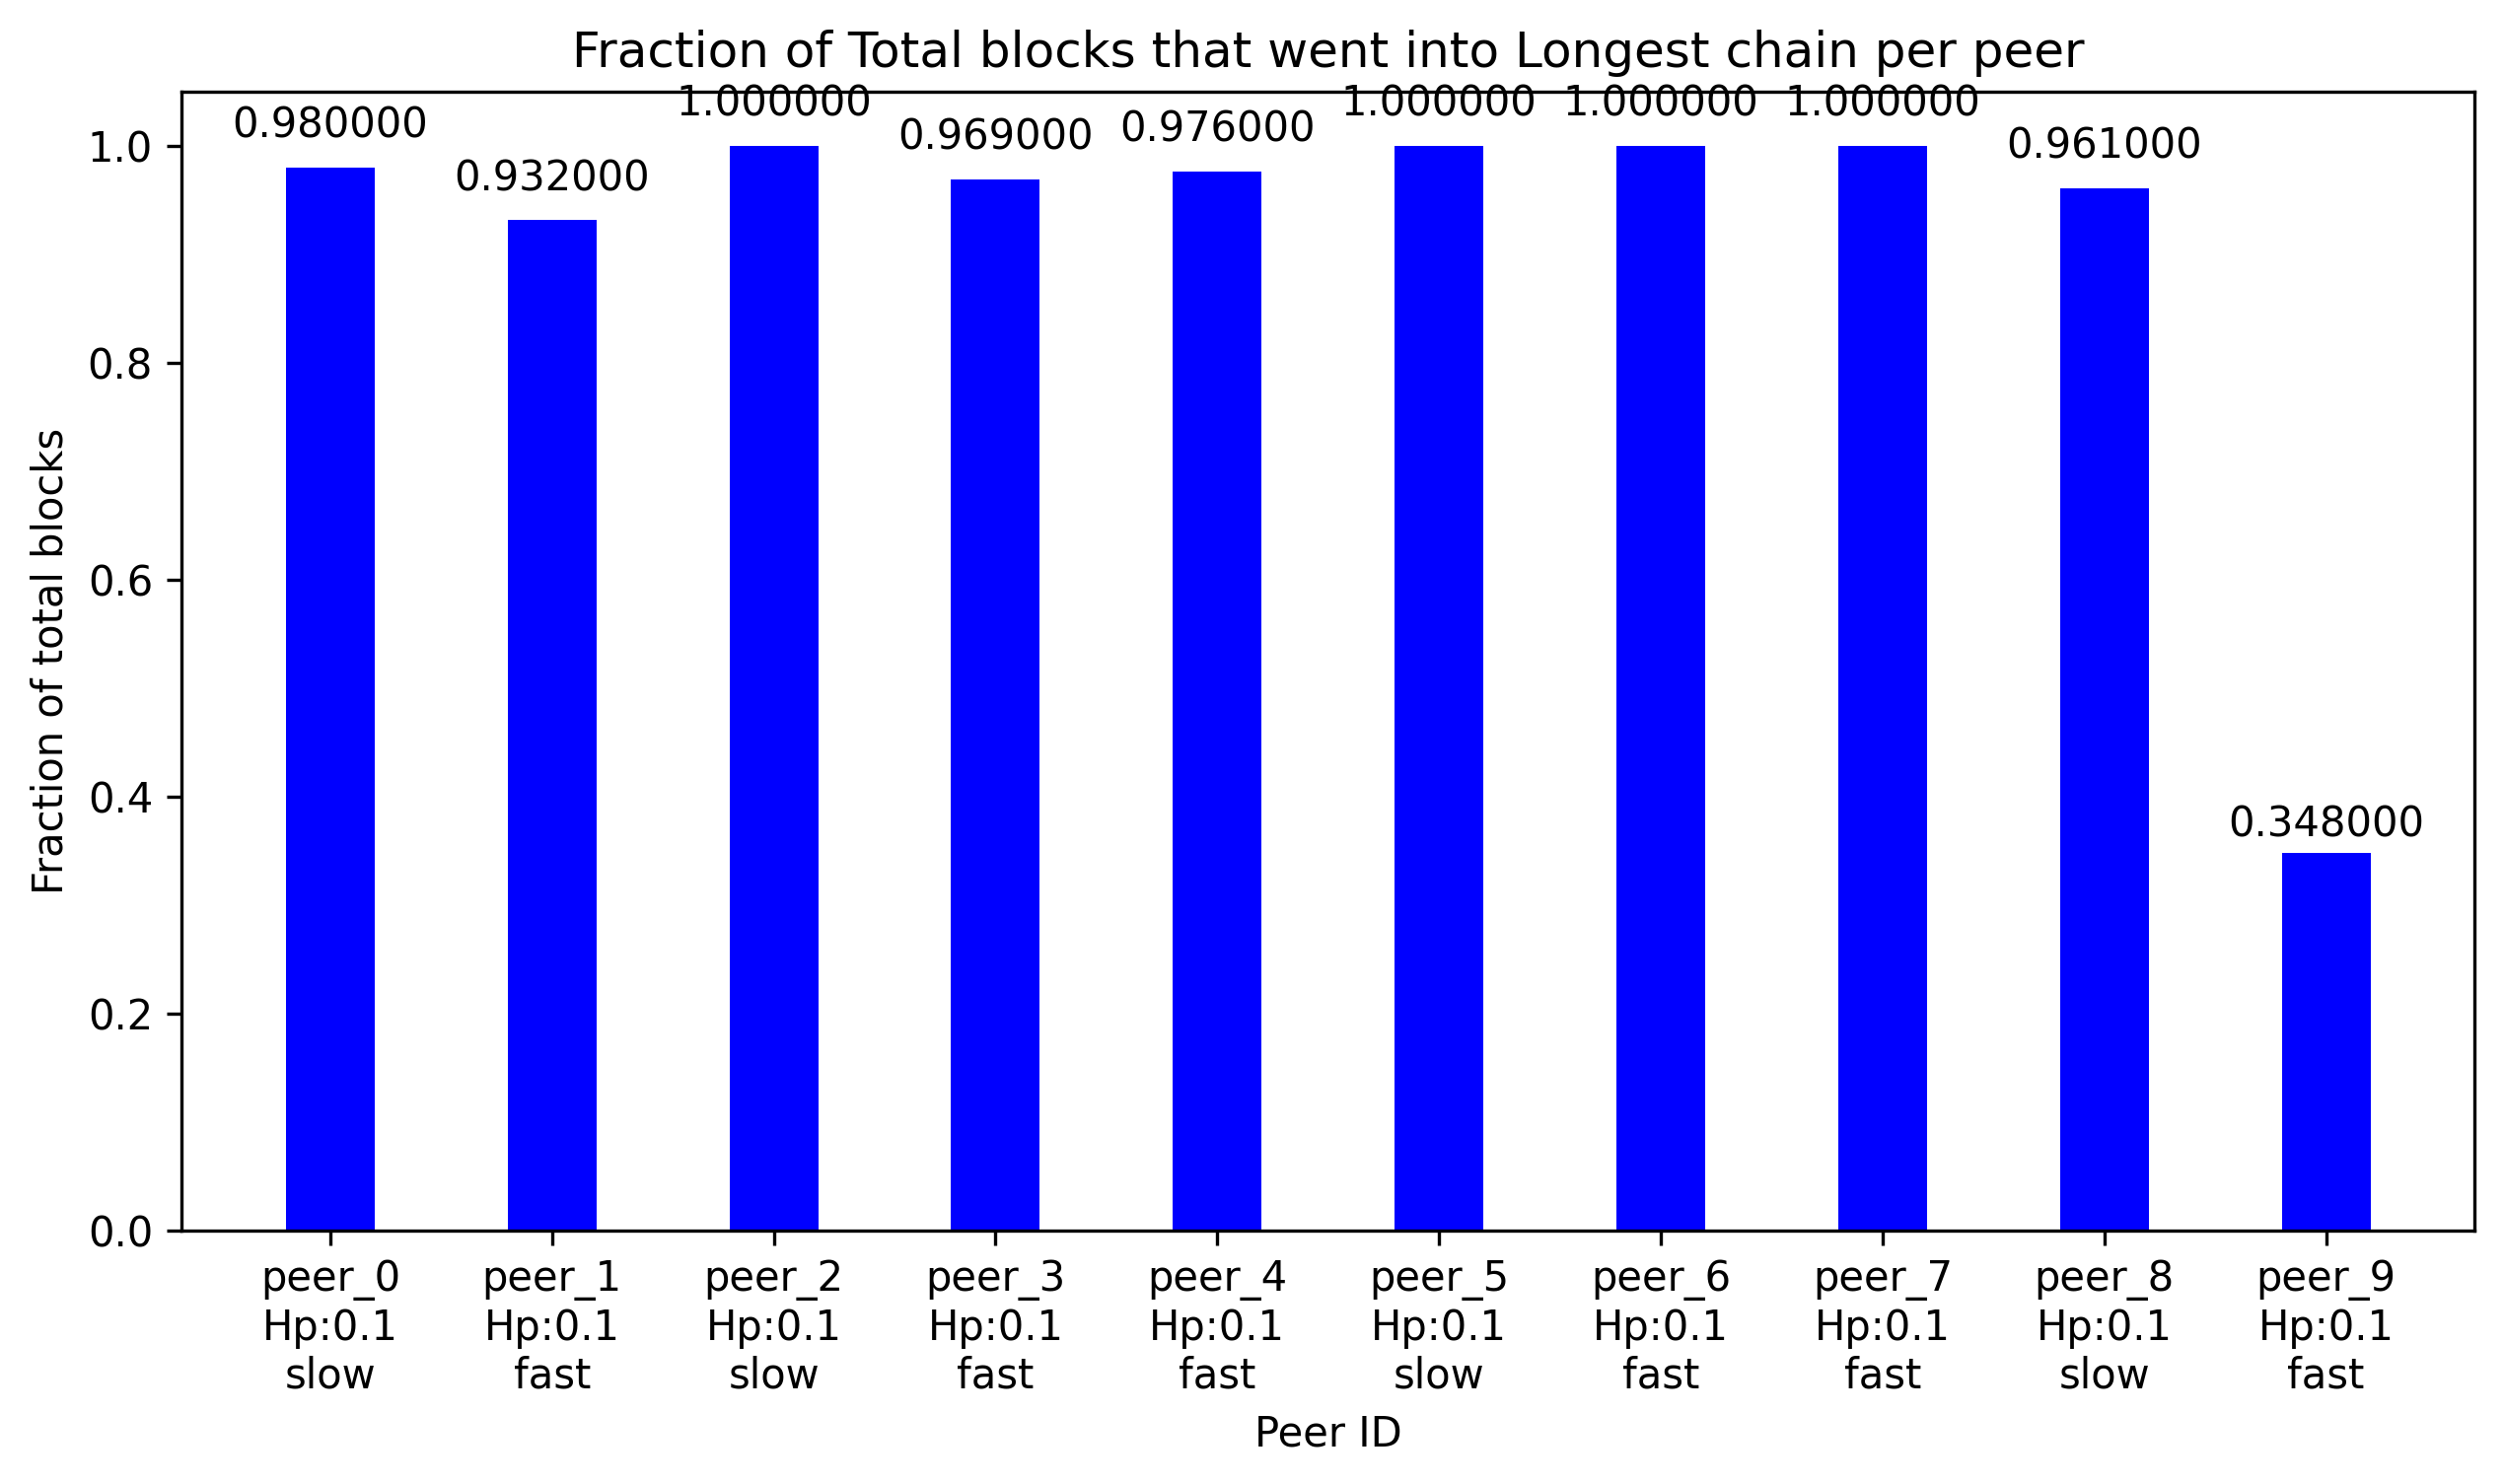 Fraction of Total blocks that went into Longest chain per peer
0.980000
0.932000
1.000000
0.969000
0.976000
1.000000
1.000000
1.000000
0.961000
0.348000
Fraction of total blocks
1.0
0.8
0.6
0.4
0.2
0.0
peer_0
Hp:0.1
slow
peer_1
Hp:0.1
fast
peer_2
Hp:0.1
slow
peer_3
Hp:0.1
fast
peer_4
Hp:0.1
fast
peer_5
Hp:0.1
slow
peer_6
Hp:0.1
fast
peer_7
Hp:0.1
fast
peer_8
Hp:0.1
slow
peer_9
Hp:0.1
fast
Peer ID